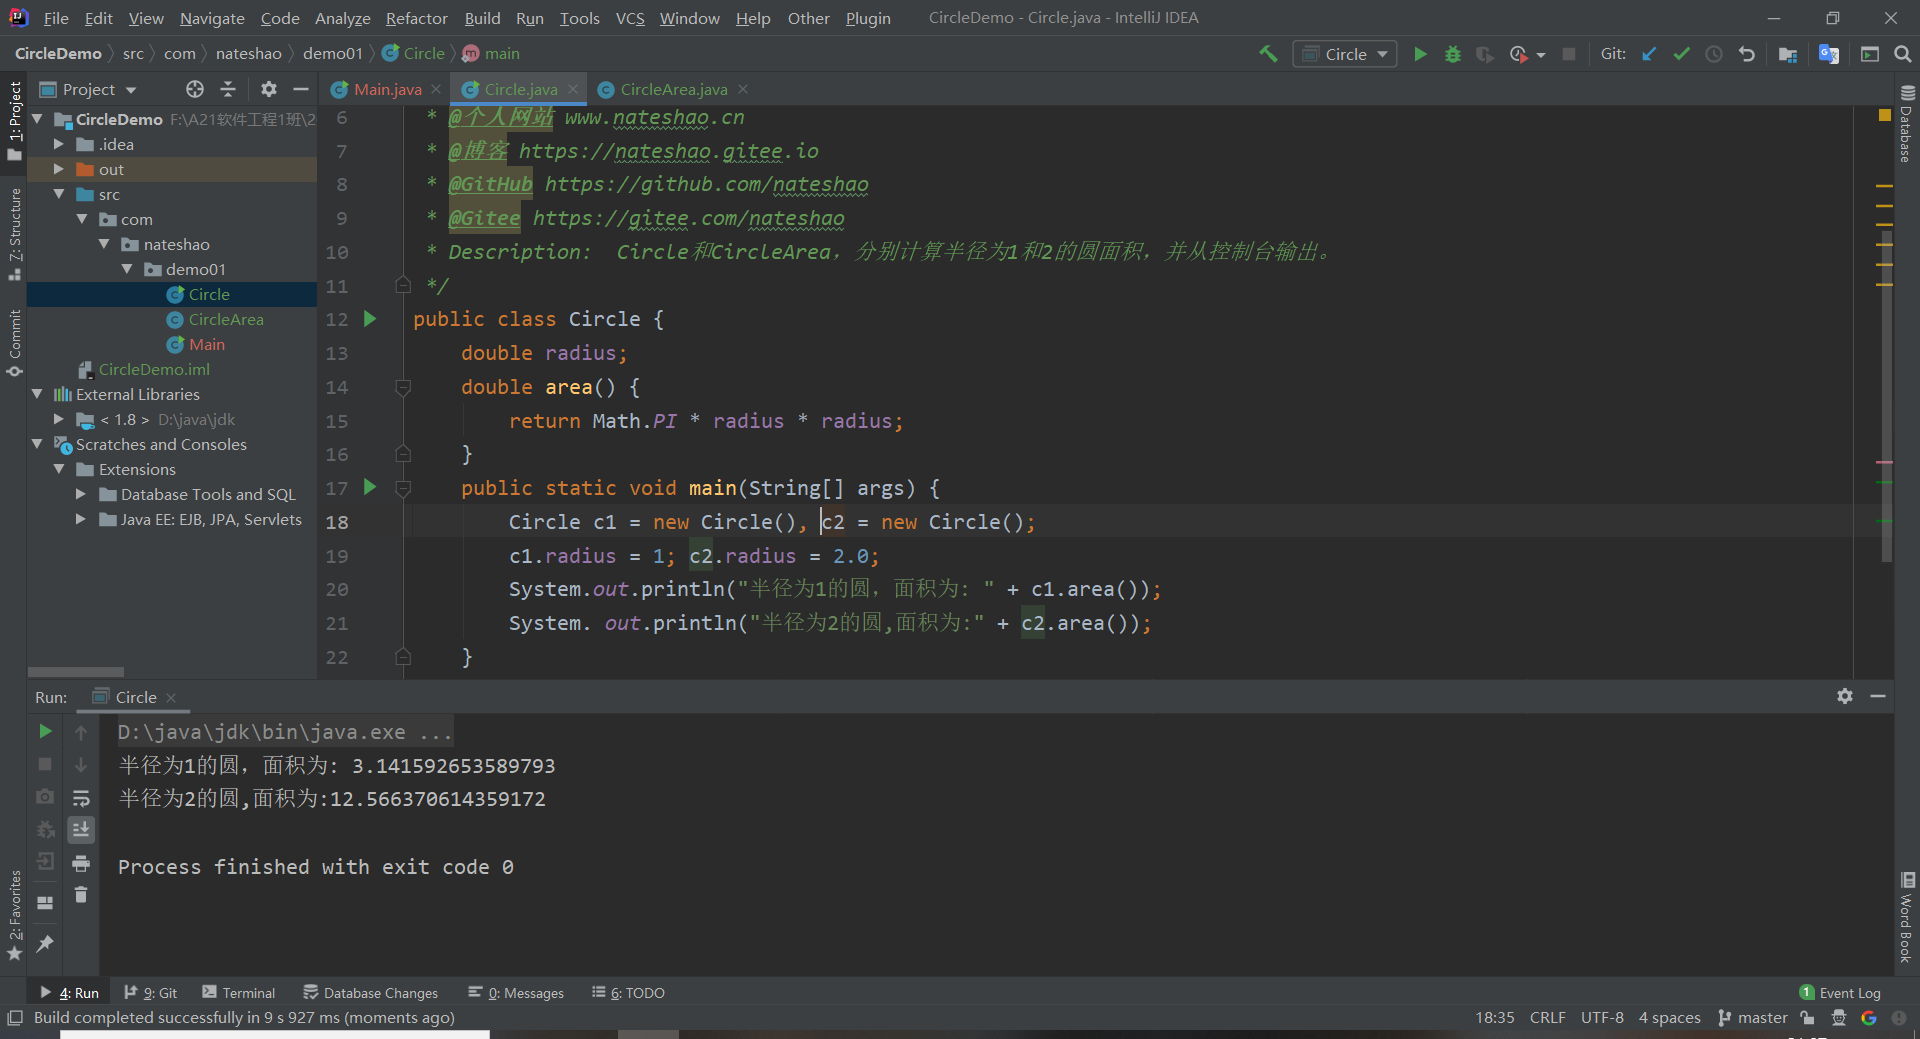 File Edit View Navigate Code Analyze Refactor Build Run Tools VCS Window Help Other Plugin CircleDemo - Circle.java - IntelliJ IDEA
CircleDemo src com nateshao demo01 Circle main Circle Git:
1: Project
7: Structure
Commit
2: Favorites
Project
CircleDemo F:\A21软件工程1班\2
.idea
out
src
com
nateshao
demo01
Circle
CircleArea
Main
CircleDemo.iml
External Libraries
< 1.8 > D:\java\jdk
Scratches and Consoles
Extensions
Database Tools and SQL
Java EE: EJB, JPA, Servlets
Main.java Circle.java CircleArea.java
6 * @个人网站 www.nateshao.cn
7 * @博客 https://nateshao.gitee.io
8 * @GitHub https://github.com/nateshao
9 * @Gitee https://gitee.com/nateshao
10 * Description: Circle和CircleArea，分别计算半径为1和2的圆面积，并从控制台输出。
11 */
12 public class Circle {
13 double radius;
14 double area() {
15 return Math.PI * radius * radius;
16 }
17 public static void main(String[] args) {
18 Circle c1 = new Circle(), c2 = new Circle();
19 c1.radius = 1; c2.radius = 2.0;
20 System.out.println("半径为1的圆，面积为: " + c1.area());
21 System. out.println("半径为2的圆,面积为:" + c2.area());
22 }
Database
Word Book
Run: Circle
D:\java\jdk\bin\java.exe ...
半径为1的圆，面积为: 3.141592653589793
半径为2的圆,面积为:12.566370614359172
Process finished with exit code 0
4: Run 9: Git Terminal Database Changes 0: Messages 6: TODO 1 Event Log
Build completed successfully in 9 s 927 ms (moments ago) 18:35 CRLF UTF-8 4 spaces master